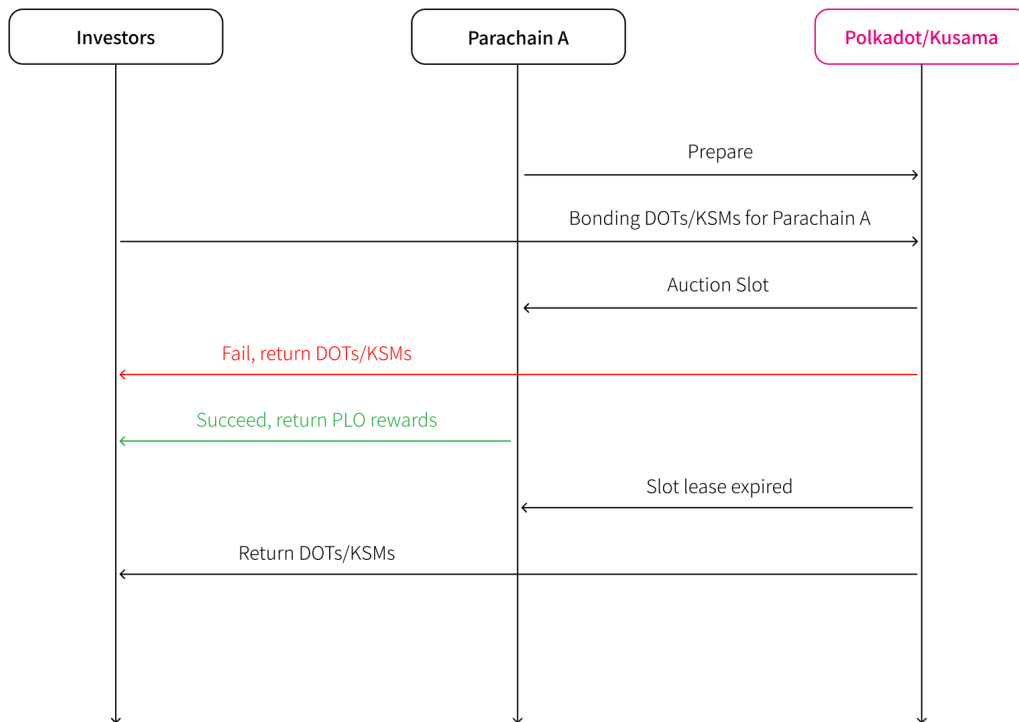 Investors
Parachain A
Polkadot/Kusama
Prepare
Bonding DOTs/KSMs for Parachain A
Auction Slot
Fail, return DOTs/KSMs
Succeed, return PLO rewards
Slot lease expired
Return DOTs/KSMs